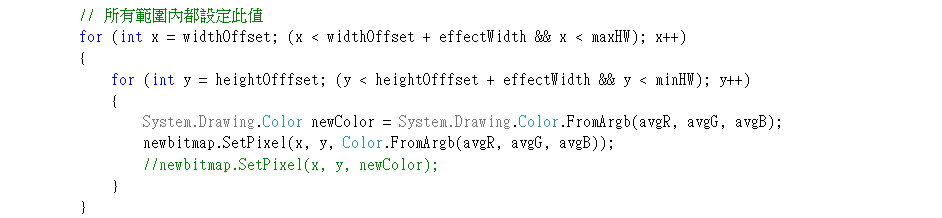 // 所有範圍內都設定此值
for (int x = widthOffset; (x < widthOffset + effectWidth && x < maxHW); x++)
{
for (int y = heightOfffset; (y < heightOfffset + effectWidth && y < minHW); y++)
{
System.Drawing.Color newColor = System.Drawing.Color.FromArgb(avgR, avgG, avgB);
newbitmap.SetPixel(x, y, Color.FromArgb(avgR, avgG, avgB));
//newbitmap.SetPixel(x, y, newColor);
}
}